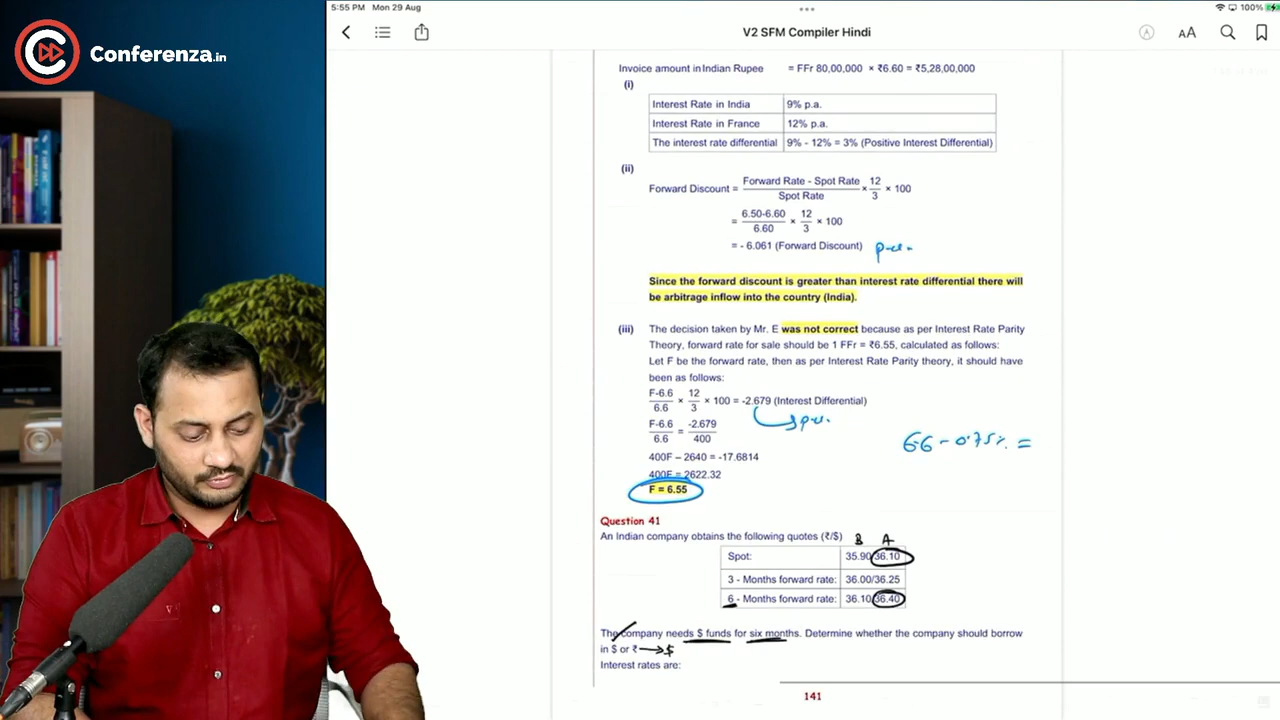 5:55 PM Mon 29 Aug
100%
Conferenza.in
V2 SFM Compiler Hindi
AA
Invoice amount in Indian Rupee = FFr 80,00,000 × ₹6.60 = ₹5,28,00,000
(i)
Interest Rate in India 9% p.a.
Interest Rate in France 12% p.a.
The interest rate differential 9% - 12% = 3% (Positive Interest Differential)
(ii)
Forward Discount = Forward Rate - Spot Rate / Spot Rate × 12/3 × 100
= 6.50-6.60 / 6.60 × 12/3 × 100
= - 6.061 (Forward Discount) p.a.
Since the forward discount is greater than interest rate differential there will
be arbitrage inflow into the country (India).
(iii) The decision taken by Mr. E was not correct because as per Interest Rate Parity
Theory, forward rate for sale should be 1 FFr = ₹6.55, calculated as follows:
Let F be the forward rate, then as per Interest Rate Parity theory, it should have
been as follows:
F-6.6 / 6.6 × 12/3 × 100 = -2.679 (Interest Differential)
p.a.
F-6.6 / 6.6 = -2.679 / 400
6.6 - 0.75% =
400F – 2640 = -17.6814
400F = 2622.32
F = 6.55
Question 41
An Indian company obtains the following quotes (₹/$) B A
Spot: 35.90/36.10
3 - Months forward rate: 36.00/36.25
6 - Months forward rate: 36.10/36.40
The company needs $ funds for six months. Determine whether the company should borrow
in $ or ₹ → $
Interest rates are:
141